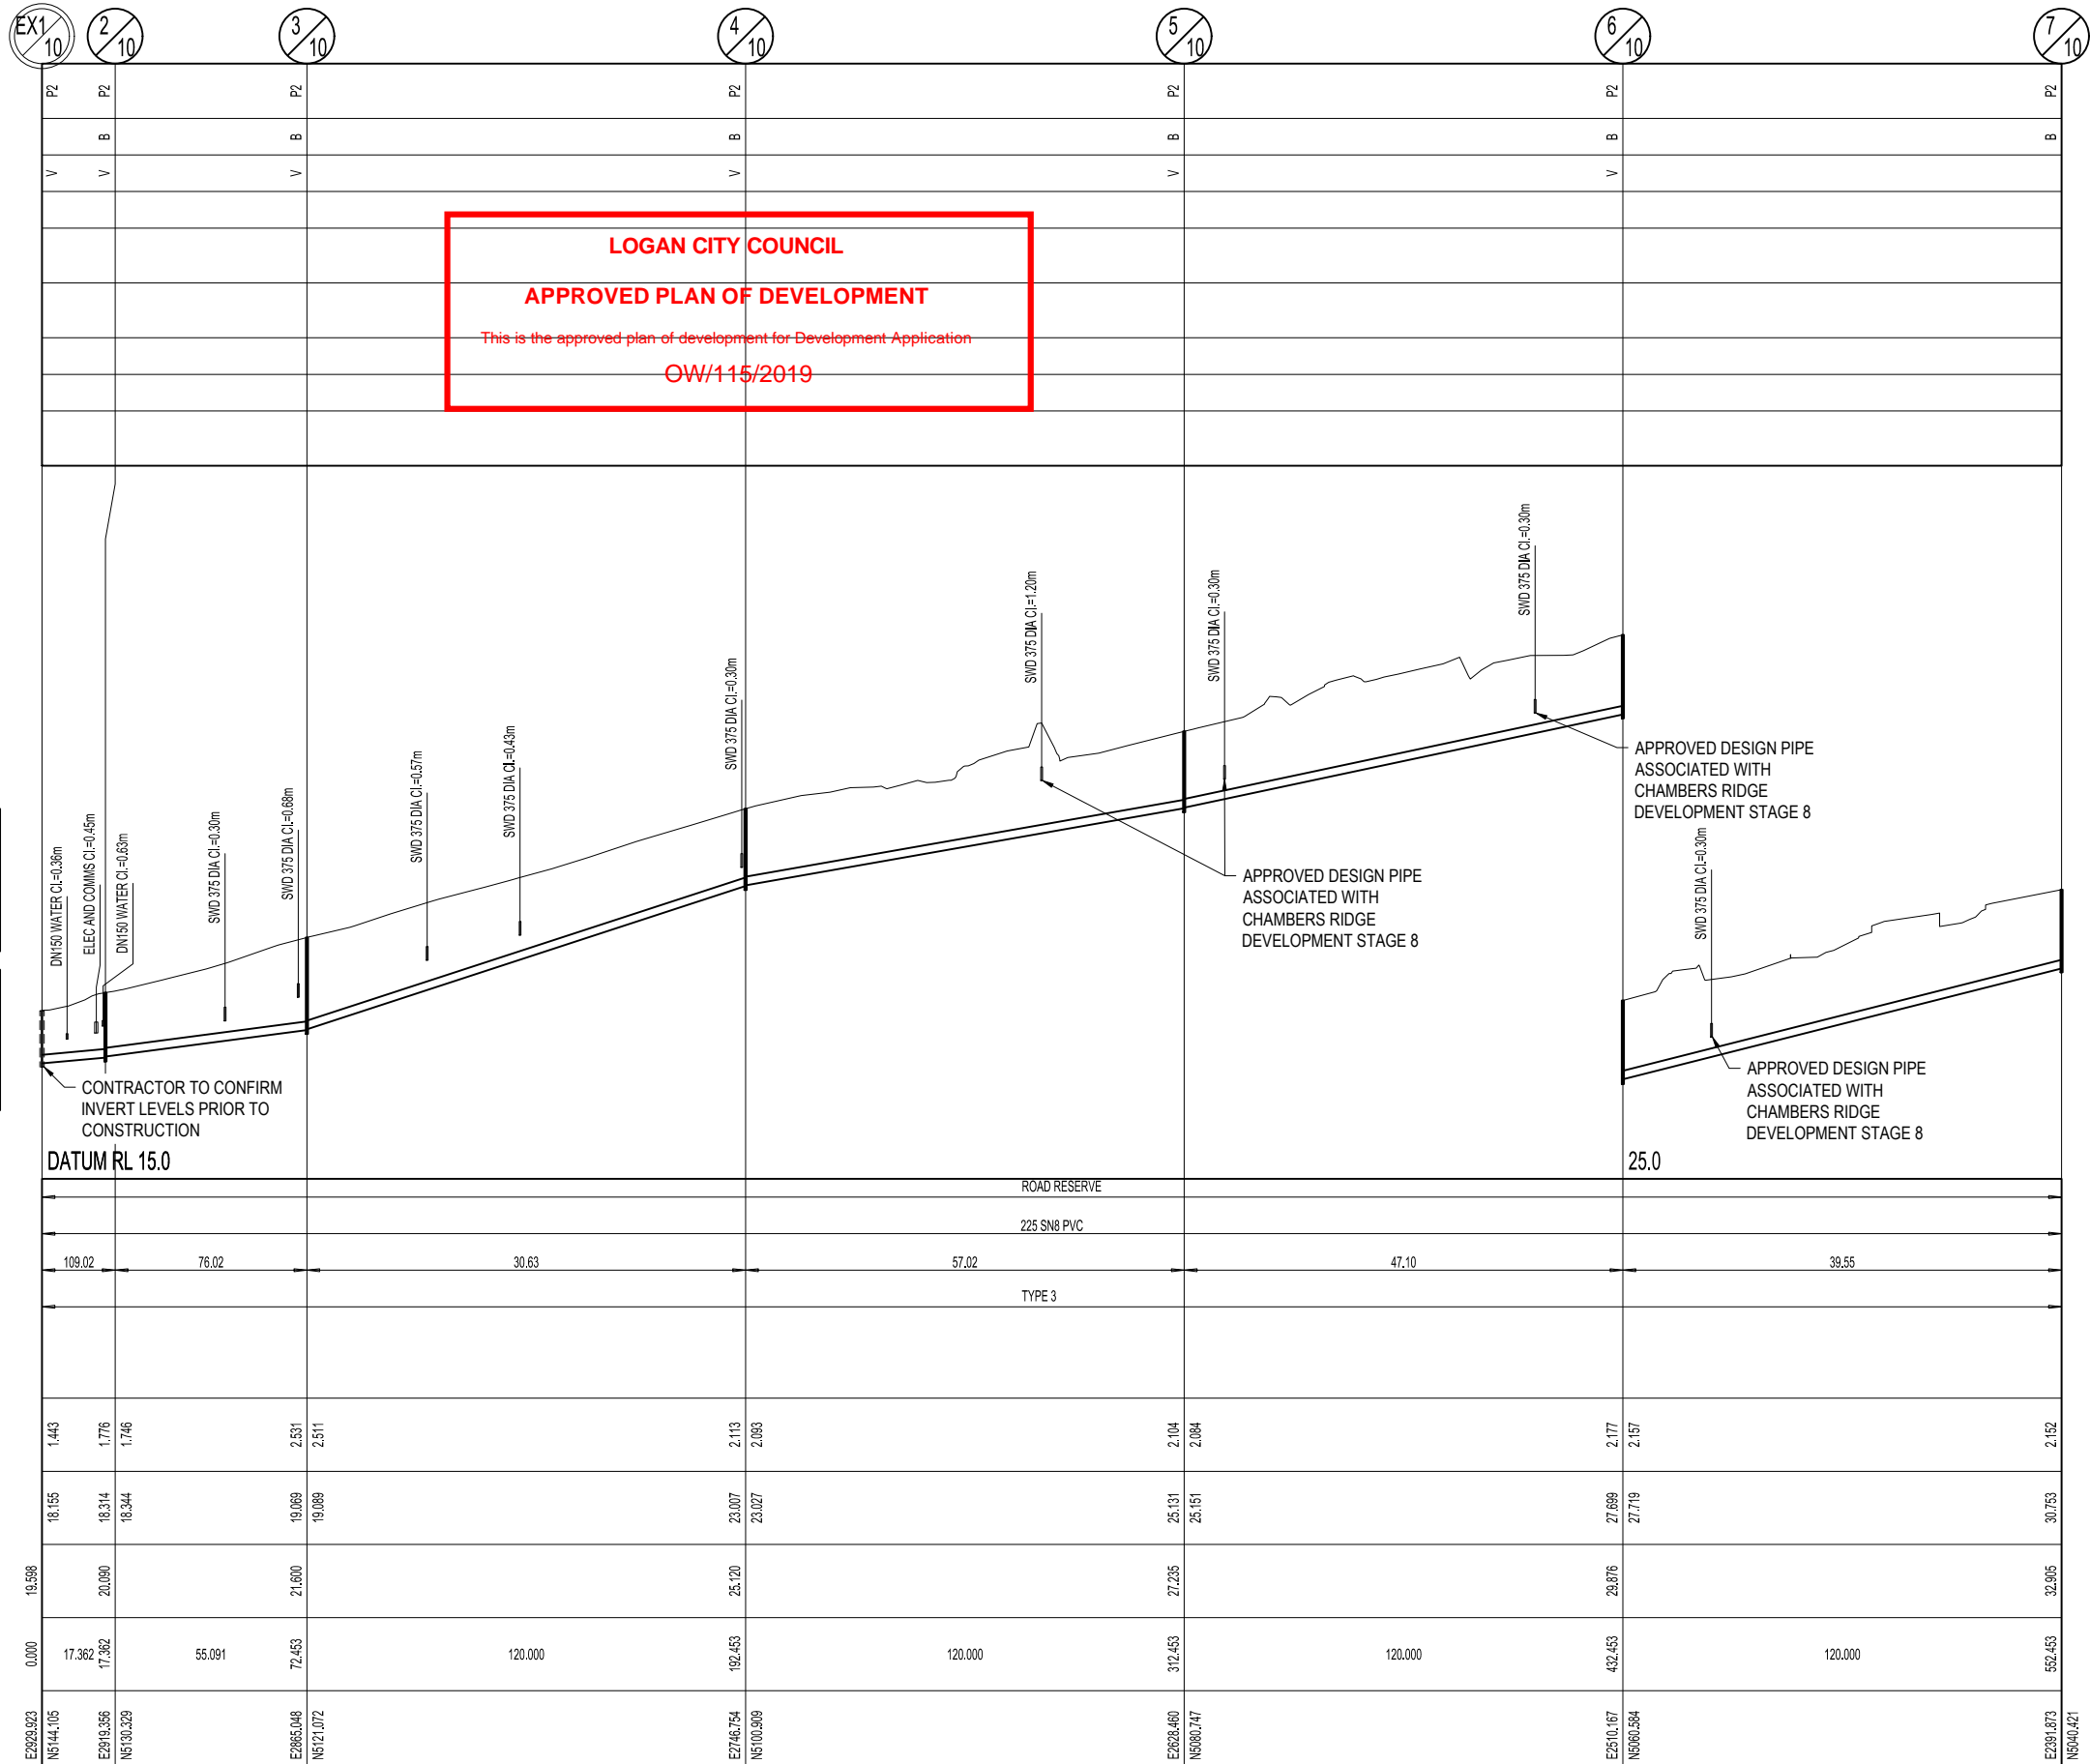 EX1 10
2 10
3 10
4 10
5 10
6 10
7 10
P2 P2 P2 P2 P2 P2 P2
B B B B B B
V V V V V V
LOGAN CITY COUNCIL
APPROVED PLAN OF DEVELOPMENT
This is the approved plan of development for Development Application
OW/115/2019
DN150 WATER CL=0.36m
ELEC AND COMMS CL=0.45m
DN150 WATER CL=0.63m
SWD 375 DIA CL=0.30m
SWD 375 DIA CL=0.68m
SWD 375 DIA CL=0.57m
SWD 375 DIA CL=0.43m
SWD 375 DIA CL=0.30m
SWD 375 DIA CL=1.20m
SWD 375 DIA CL=0.30m
SWD 375 DIA CL=0.30m
SWD 375 DIA CL=0.30m
APPROVED DESIGN PIPE
ASSOCIATED WITH
CHAMBERS RIDGE
DEVELOPMENT STAGE 8
APPROVED DESIGN PIPE
ASSOCIATED WITH
CHAMBERS RIDGE
DEVELOPMENT STAGE 8
APPROVED DESIGN PIPE
ASSOCIATED WITH
CHAMBERS RIDGE
DEVELOPMENT STAGE 8
CONTRACTOR TO CONFIRM
INVERT LEVELS PRIOR TO
CONSTRUCTION
DATUM RL 15.0
25.0
ROAD RESERVE
225 SN8 PVC
109.02 76.02 30.63 57.02 47.10 39.55
TYPE 3
1.443 1.776 1.746 2.531 2.511 2.113 2.093 2.104 2.084 2.177 2.157 2.152
18.155 18.314 18.344 19.069 19.089 23.007 23.027 25.131 25.151 27.699 27.719 30.753
19.598 20.090 21.600 25.120 27.235 29.876 32.905
0.000 17.362 17.362 55.091 72.453 120.000 192.453 120.000 312.453 120.000 432.453 120.000 552.453
E2929.923 N5144.105
E2919.356 N5130.329
E2865.048 N5121.072
E2746.754 N5100.909
E2628.460 N5080.747
E2510.167 N5060.584
E2391.873 N5040.421